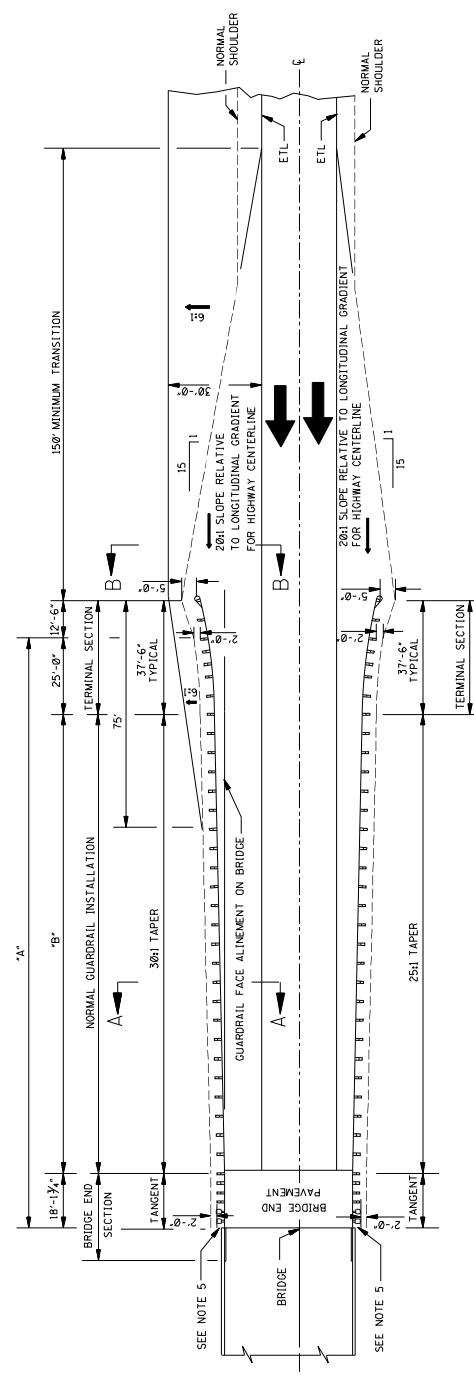 150' MINIMUM TRANSITION
NORMAL
SHOULDER
ETL
℄
ETL
NORMAL
SHOULDER
6:1
30'-0"
20:1 SLOPE RELATIVE
TO LONGITUDINAL GRADIENT
FOR HIGHWAY CENTERLINE
20:1 SLOPE RELATIVE TO LONGITUDINAL GRADIENT
FOR HIGHWAY CENTERLINE
15
1
15
1
B
B
5'-0"
5'-0"
12'-6"
25'-0"
TERMINAL SECTION
37'-6"
TYPICAL
2'-0"
6:1
75'
2'-0"
37'-6"
TYPICAL
TERMINAL SECTION
"A"
"B"
NORMAL GUARDRAIL INSTALLATION
30:1 TAPER
GUARDRAIL FACE ALINEMENT ON BRIDGE
25:1 TAPER
A
A
18'-1¾"
BRIDGE END
SECTION
TANGENT
2'-0"
BRIDGE END
PAVEMENT
2'-0"
TANGENT
SEE NOTE 5
BRIDGE
SEE NOTE 5